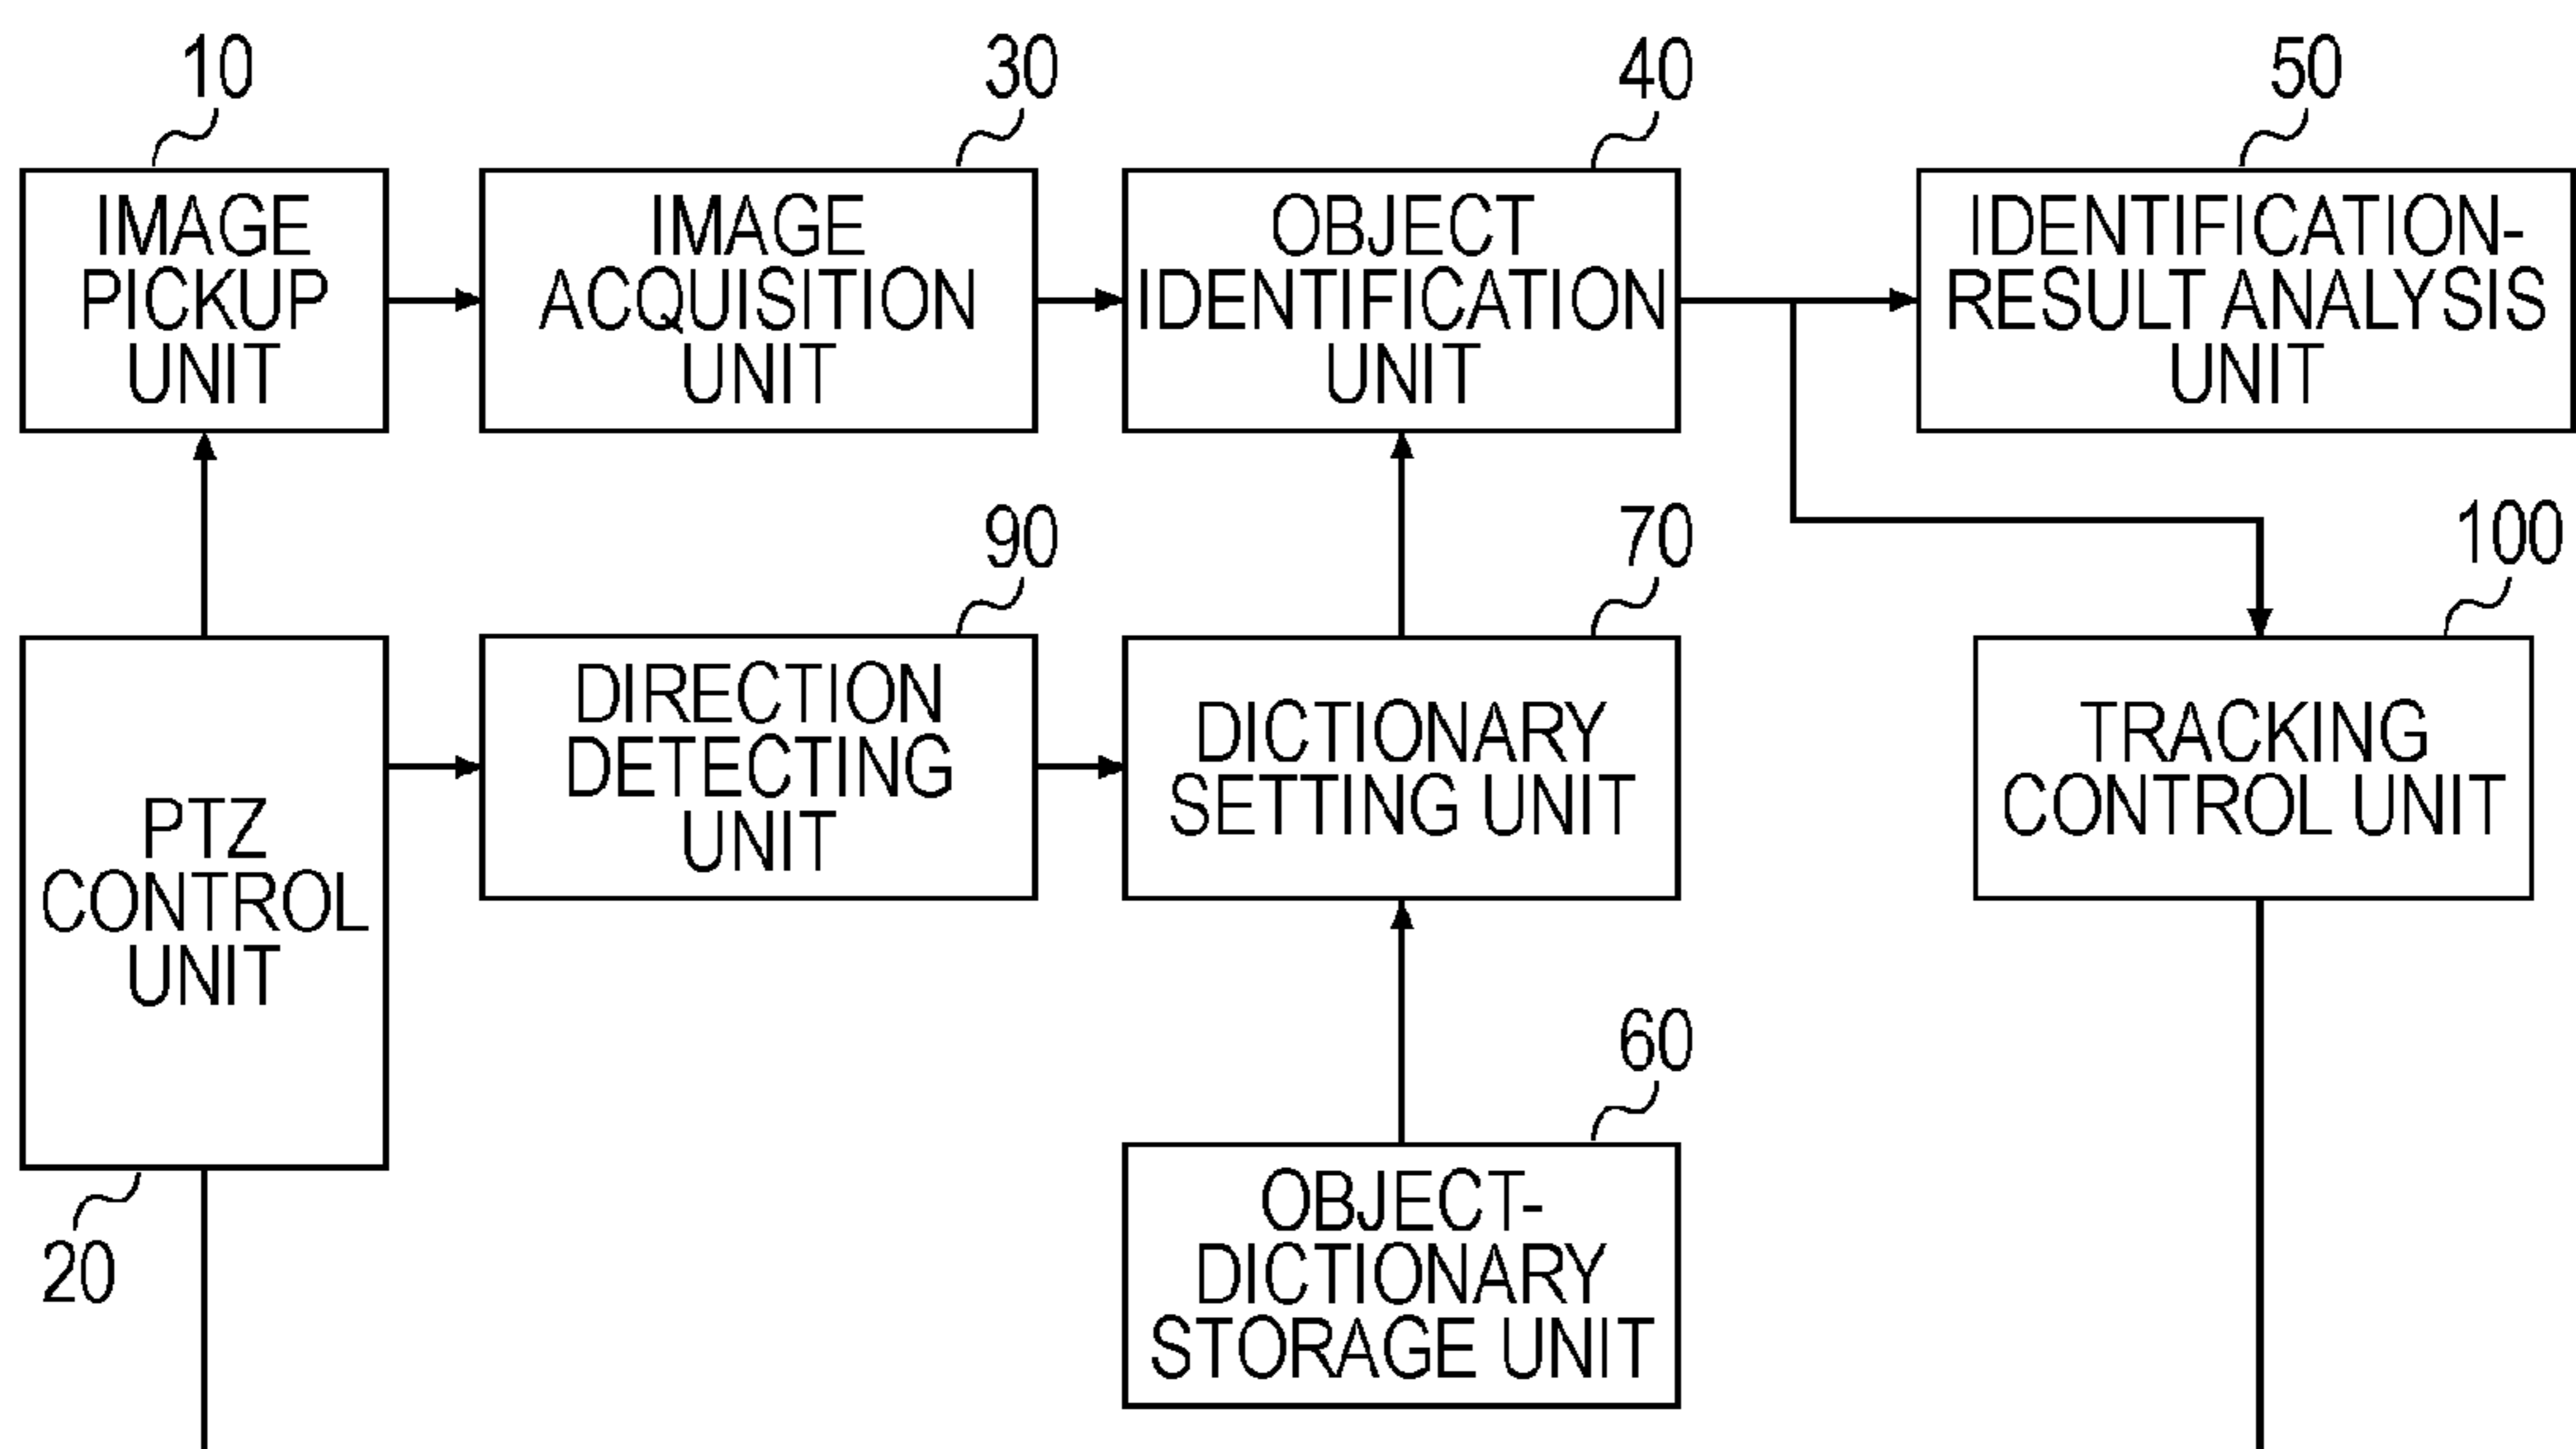 10
IMAGE
PICKUP
UNIT
30
IMAGE
ACQUISITION
UNIT
40
OBJECT
IDENTIFICATION
UNIT
50
IDENTIFICATION-
RESULT ANALYSIS
UNIT
PTZ
CONTROL
UNIT
20
90
DIRECTION
DETECTING
UNIT
70
DICTIONARY
SETTING UNIT
100
TRACKING
CONTROL UNIT
60
OBJECT-
DICTIONARY
STORAGE UNIT